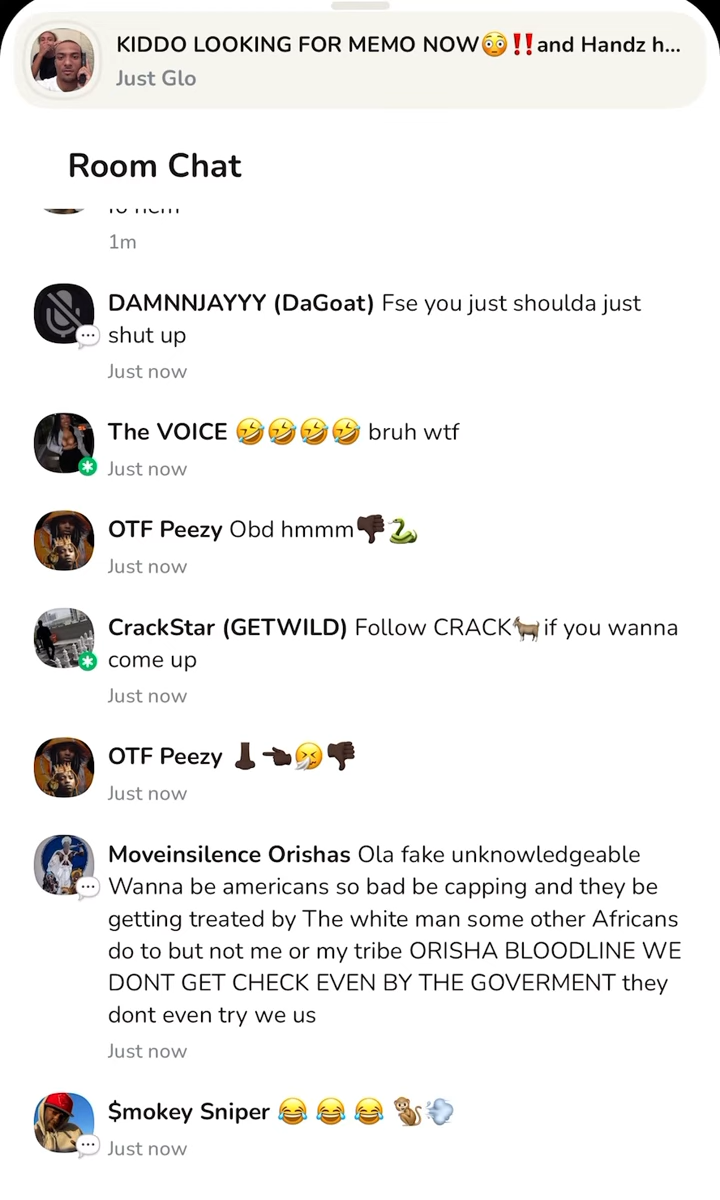 KIDDO LOOKING FOR MEMO NOW😳‼️and Handz h...
Just Glo
Room Chat
1m
DAMNNJAYYY (DaGoat) Fse you just shoulda just
shut up
Just now
The VOICE 🤣🤣🤣🤣 bruh wtf
Just now
OTF Peezy Obd hmmm👎🏿🐍
Just now
CrackStar (GETWILD) Follow CRACK🐐if you wanna
come up
Just now
OTF Peezy 👃🏿👈🏿🤧👎🏿
Just now
Moveinsilence Orishas Ola fake unknowledgeable
Wanna be americans so bad be capping and they be
getting treated by The white man some other Africans
do to but not me or my tribe ORISHA BLOODLINE WE
DONT GET CHECK EVEN BY THE GOVERMENT they
dont even try we us
Just now
$mokey Sniper 😂 😂 😂 🐒💨
Just now